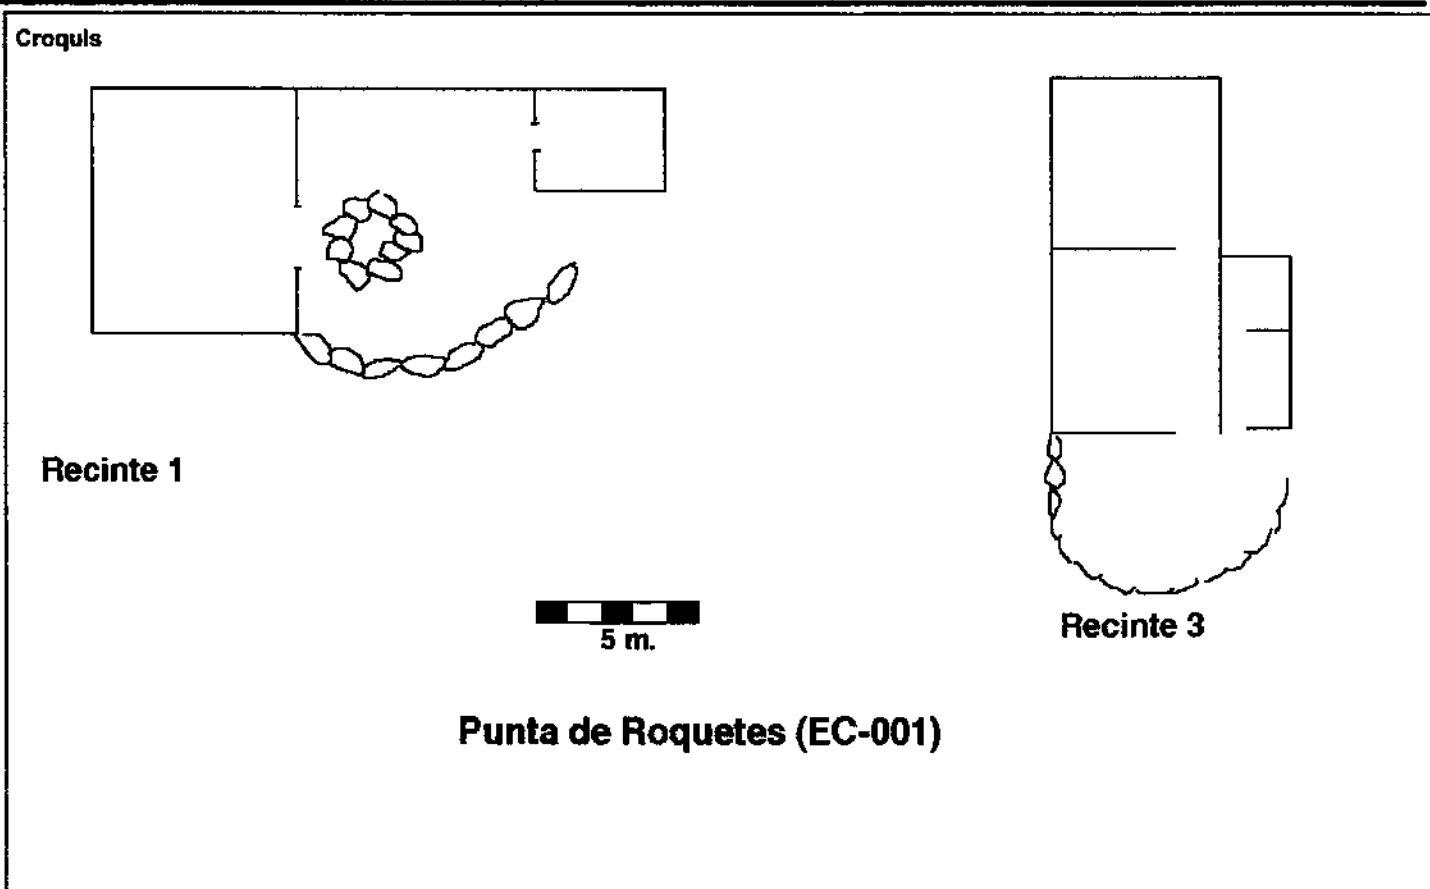 Croquis
Recinte 1
5 m.
Recinte 3
Punta de Roquetes (EC-001)